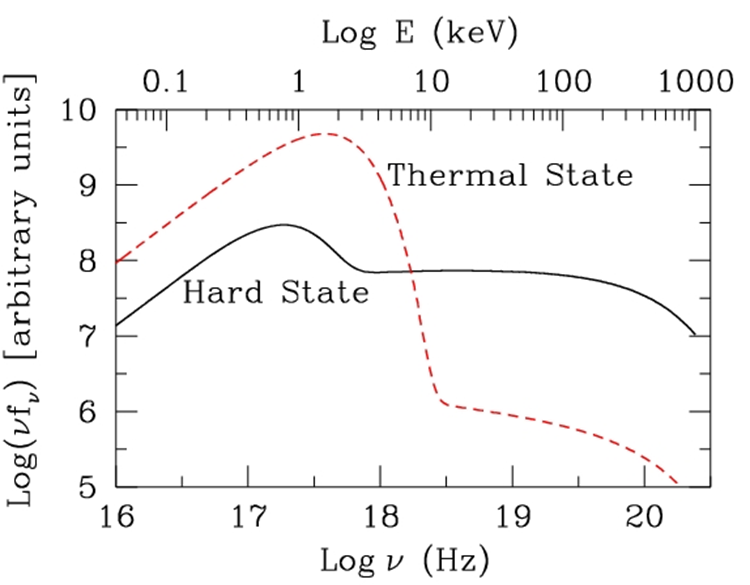 Log E (keV)
0.1 1 10 100 1000
Log(νfν) [arbitrary units]
10
9
Thermal State
8
Hard State
7
6
5
16 17 18 19 20
Log ν (Hz)